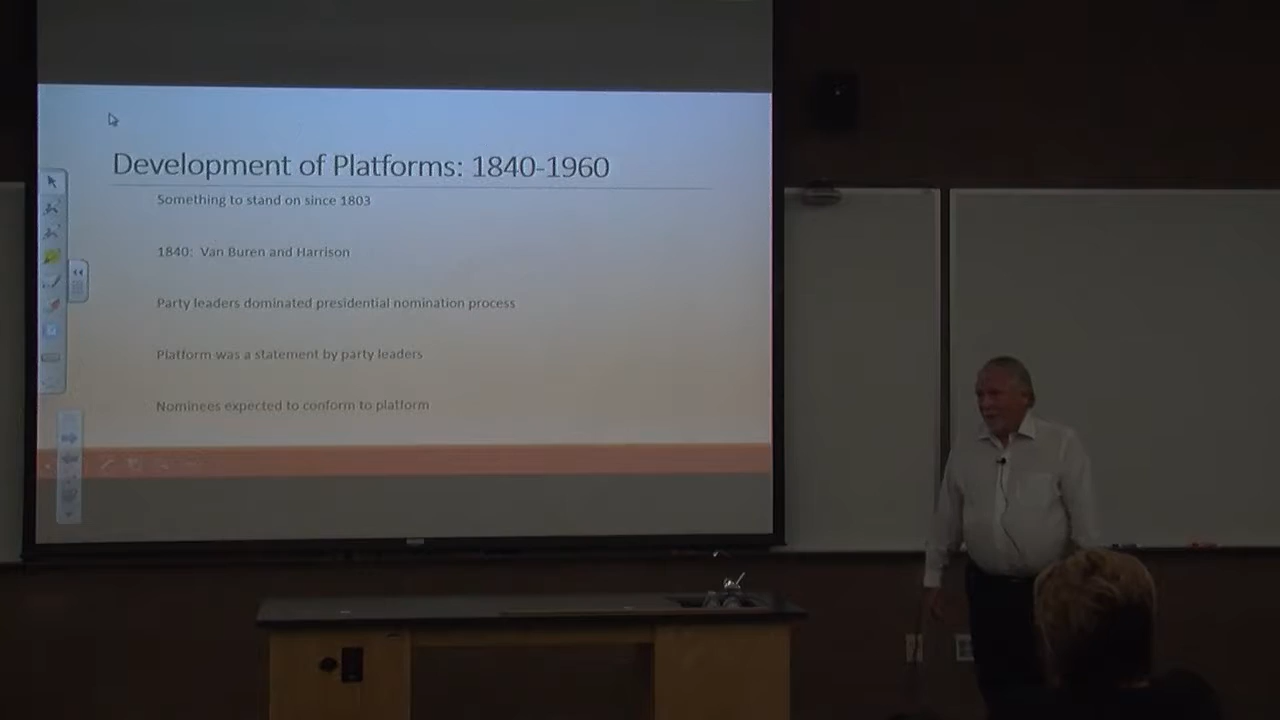 Development of Platforms: 1840-1960
Something to stand on since 1803
1840: Van Buren and Harrison
Party leaders dominated presidential nomination process
Platform was a statement by party leaders
Nominees expected to conform to platform